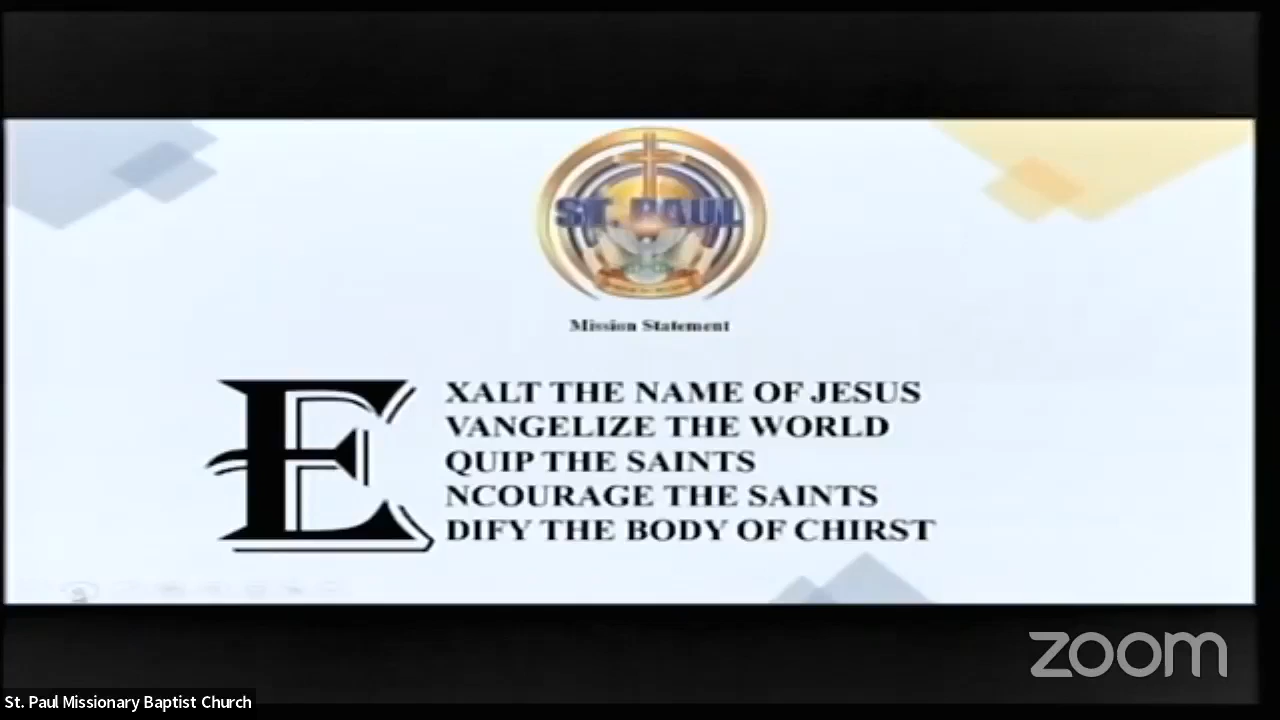 ST. PAUL
Mission Statement
E
XALT THE NAME OF JESUS
VANGELIZE THE WORLD
QUIP THE SAINTS
NCOURAGE THE SAINTS
DIFY THE BODY OF CHIRST
zoom
St. Paul Missionary Baptist Church